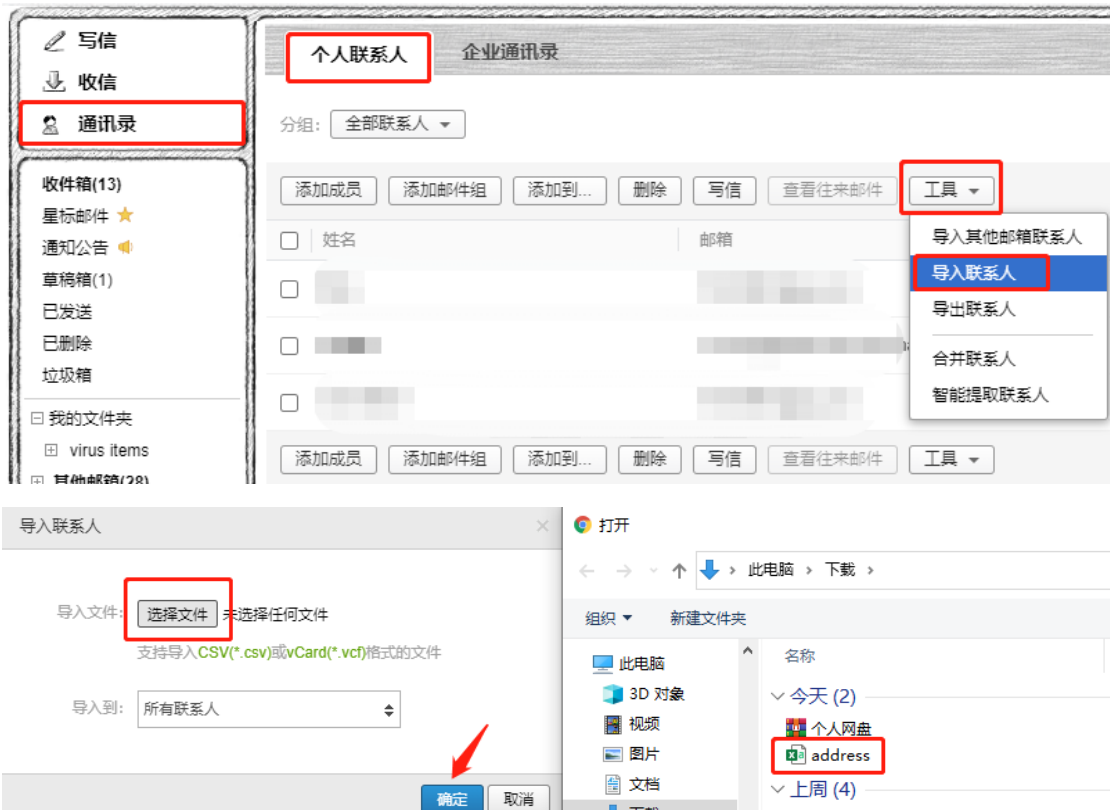 写信
收信
通讯录
收件箱(13)
星标邮件
通知公告
草稿箱(1)
已发送
已删除
垃圾箱
我的文件夹
virus items
其他邮箱(28)
个人联系人
企业通讯录
分组:
全部联系人
添加成员 添加邮件组 添加到... 删除 写信 查看往来邮件 工具
姓名 邮箱
导入其他邮箱联系人
导入联系人
导出联系人
合并联系人
智能提取联系人
添加成员 添加邮件组 添加到... 删除 写信 查看往来邮件 工具
导入联系人
导入文件: 选择文件 未选择任何文件
支持导入CSV(*.csv)或vCard(*.vcf)格式的文件
导入到: 所有联系人
确定 取消
打开
此电脑 下载
组织 新建文件夹
此电脑
3D 对象
视频
图片
文档
下载
名称
今天 (2)
个人网盘
address
上周 (4)